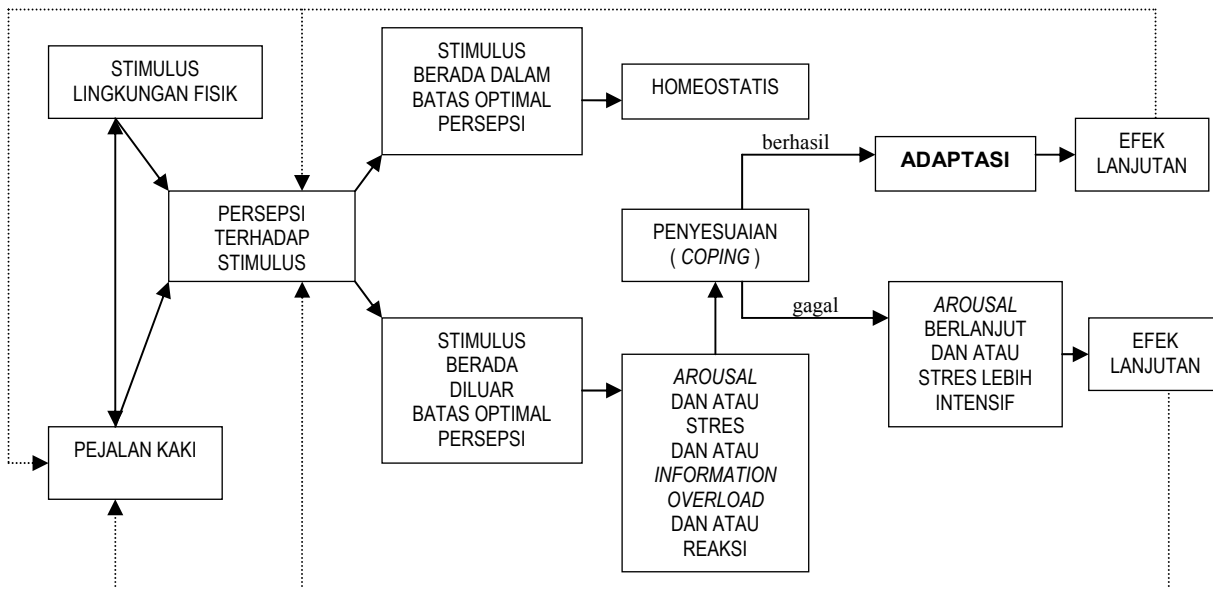 STIMULUS
LINGKUNGAN FISIK
PEJALAN KAKI
PERSEPSI
TERHADAP
STIMULUS
STIMULUS
BERADA DALAM
BATAS OPTIMAL
PERSEPSI
HOMEOSTATIS
STIMULUS
BERADA
DILUAR
BATAS OPTIMAL
PERSEPSI
AROUSAL
DAN ATAU
STRES
DAN ATAU
INFORMATION
OVERLOAD
DAN ATAU
REAKSI
PENYESUAIAN
( COPING )
berhasil
ADAPTASI
EFEK
LANJUTAN
gagal
AROUSAL
BERLANJUT
DAN ATAU
STRES LEBIH
INTENSIF
EFEK
LANJUTAN